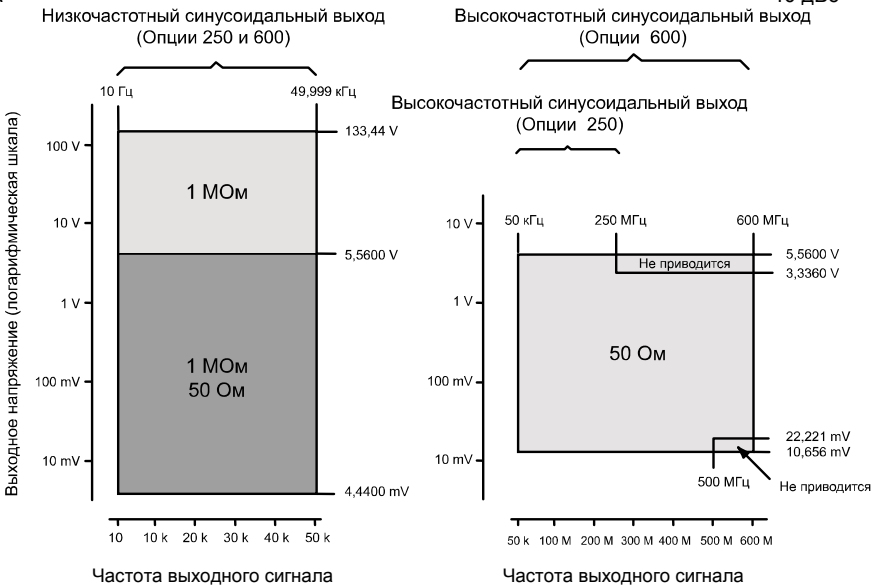 Низкочастотный синусоидальный выход
(Опции 250 и 600)
10 Гц
49,999 кГц
Выходное напряжение (логарифмическая шкала)
100 V
10 V
1 V
100 mV
10 mV
133,44 V
5,5600 V
4,4400 mV
1 МОм
1 МОм
50 Ом
10 10 k 20 k 30 k 40 k 50 k
Частота выходного сигнала
Высокочастотный синусоидальный выход
(Опции 600)
Высокочастотный синусоидальный выход
(Опции 250)
50 кГц
250 МГц
600 МГц
10 V
1 V
100 mV
10 mV
Не приводится
5,5600 V
3,3360 V
50 Ом
22,221 mV
10,656 mV
500 МГц
Не приводится
50 k 100 M 200 M 300 M 400 M 500 M 600 M
Частота выходного сигнала